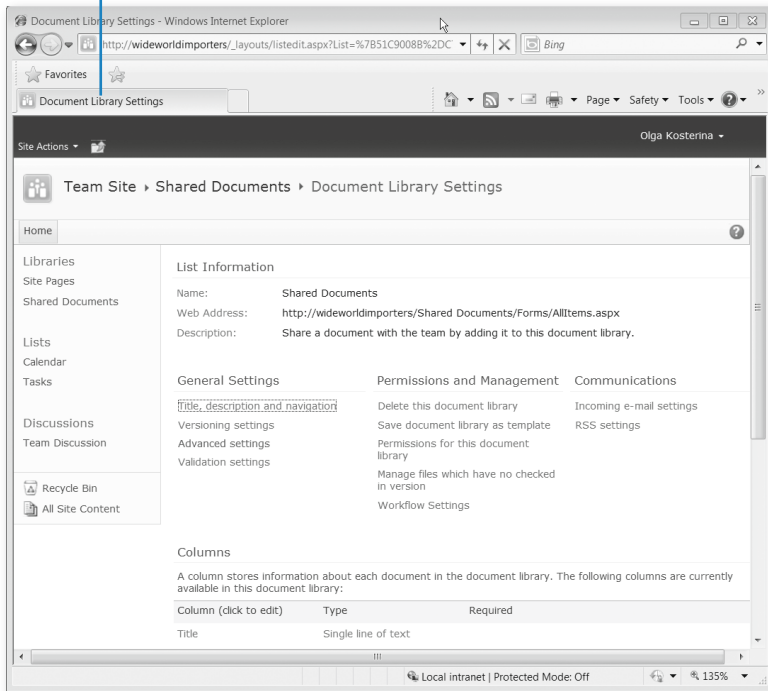 Document Library Settings - Windows Internet Explorer
http://wideworldimporters/_layouts/listedit.aspx?List=%7B51C9008B%2DC
Bing
Favorites
Document Library Settings
Page
Safety
Tools
Olga Kosterina
Site Actions
Team Site
Shared Documents
Document Library Settings
Home
Libraries
Site Pages
Shared Documents
Lists
Calendar
Tasks
Discussions
Team Discussion
Recycle Bin
All Site Content
List Information
Name: Shared Documents
Web Address: http://wideworldimporters/Shared Documents/Forms/AllItems.aspx
Description: Share a document with the team by adding it to this document library.
General Settings
Title, description and navigation
Versioning settings
Advanced settings
Validation settings
Permissions and Management
Delete this document library
Save document library as template
Permissions for this document
library
Manage files which have no checked
in version
Workflow Settings
Communications
Incoming e-mail settings
RSS settings
Columns
A column stores information about each document in the document library. The following columns are currently
available in this document library:
Column (click to edit) Type Required
Title Single line of text
Local intranet | Protected Mode: Off
135%